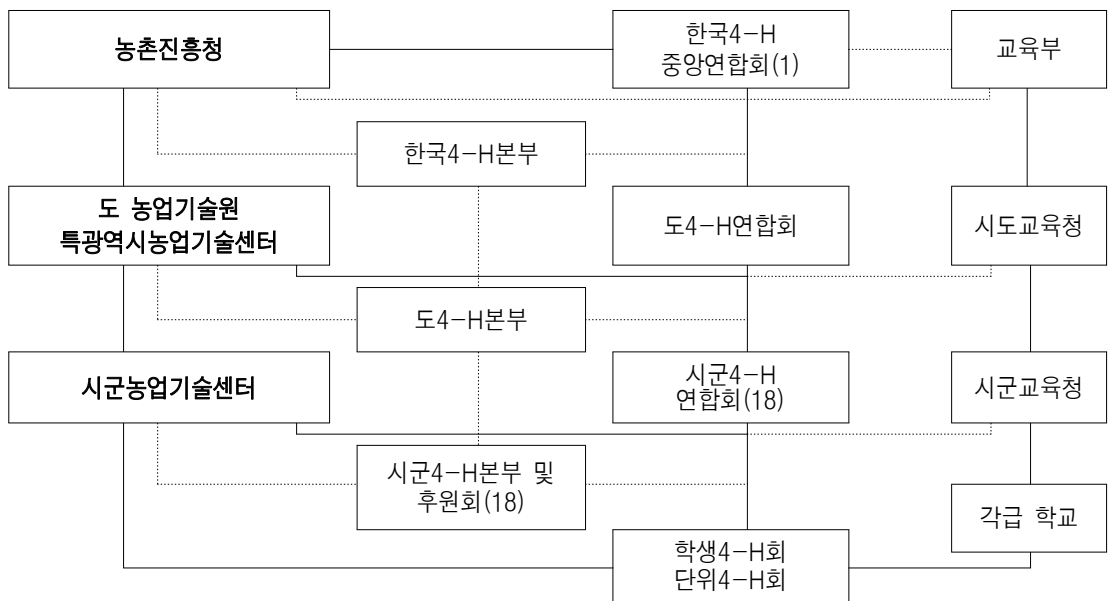 농촌진흥청
한국4-H
중앙연합회(1)
교육부
한국4-H본부
도 농업기술원
특광역시농업기술센터
도4-H연합회
시도교육청
도4-H본부
시군농업기술센터
시군4-H
연합회(18)
시군교육청
시군4-H본부 및
후원회(18)
각급 학교
학생4-H회
단위4-H회